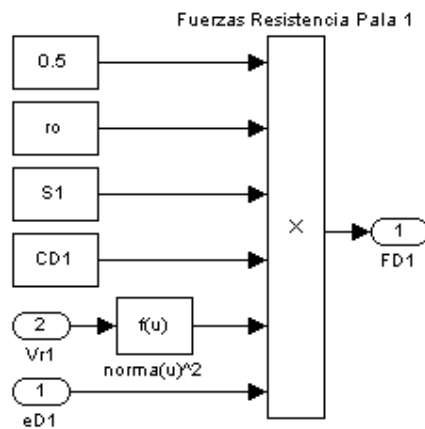 Fuerzas Resistencia Pala 1
0.5
ro
S1
CD1
×
1
FD1
2
Vr1
f(u)
norma(u)^2
1
eD1